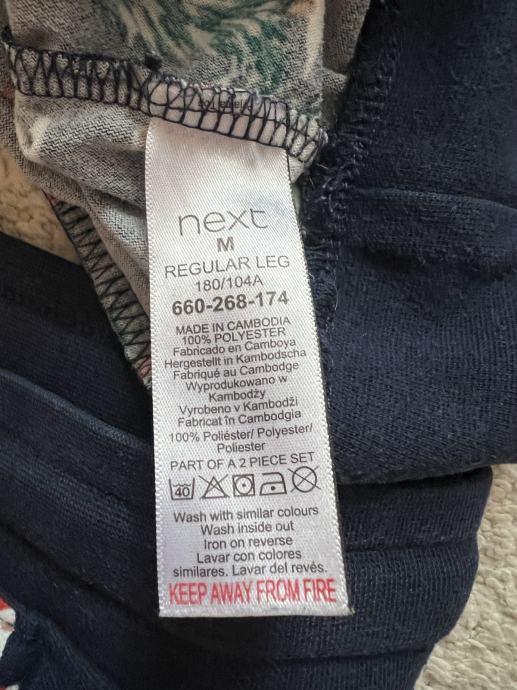 next
M
REGULAR LEG
180/104A
660-268-174
MADE IN CAMBODIA
100% POLYESTER
Fabricado en Camboya
Hergestellt in Kambodscha
Fabriqué au Cambodge
Wyprodukowano w
Kambodży
Vyrobeno v Kambodži
Fabricat în Cambodgia
100% Poliéster/ Polyester/
Poliester
PART OF A 2 PIECE SET
40
Wash with similar colours
Wash inside out
Iron on reverse
Lavar con colores
similares. Lavar del revés.
KEEP AWAY FROM FIRE